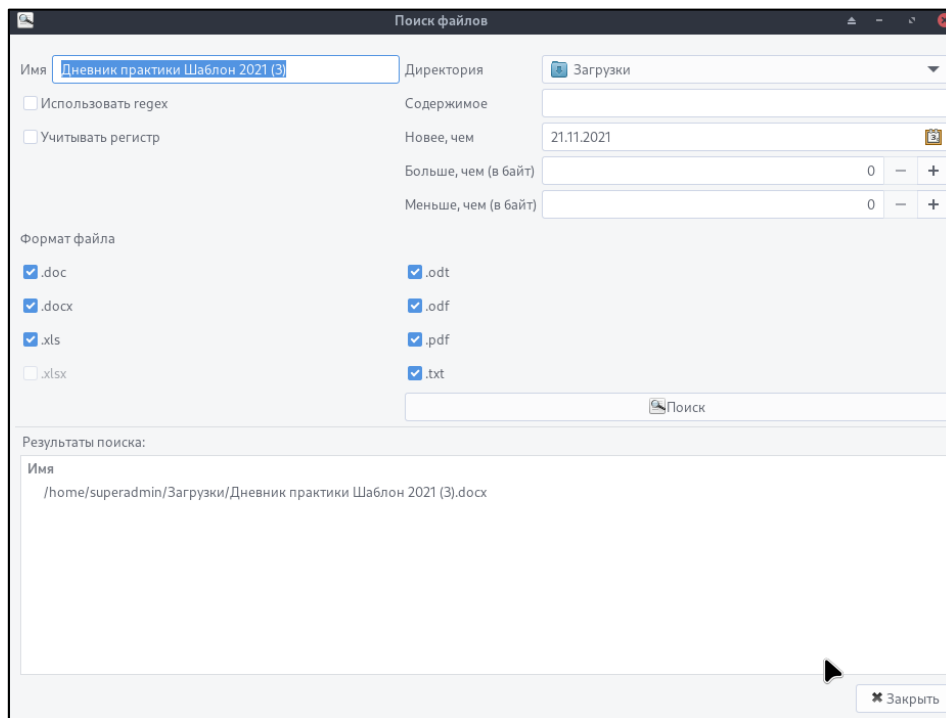 Поиск файлов
Имя Дневник практики Шаблон 2021 (3) Директория Загрузки
Использовать regex Содержимое
Учитывать регистр Новее, чем 21.11.2021
Больше, чем (в байт) 0
Меньше, чем (в байт) 0
Формат файла
.doc .odt
.docx .odf
.xls .pdf
.xlsx .txt
Поиск
Результаты поиска:
Имя
/home/superadmin/Загрузки/Дневник практики Шаблон 2021 (3).docx
Закрыть